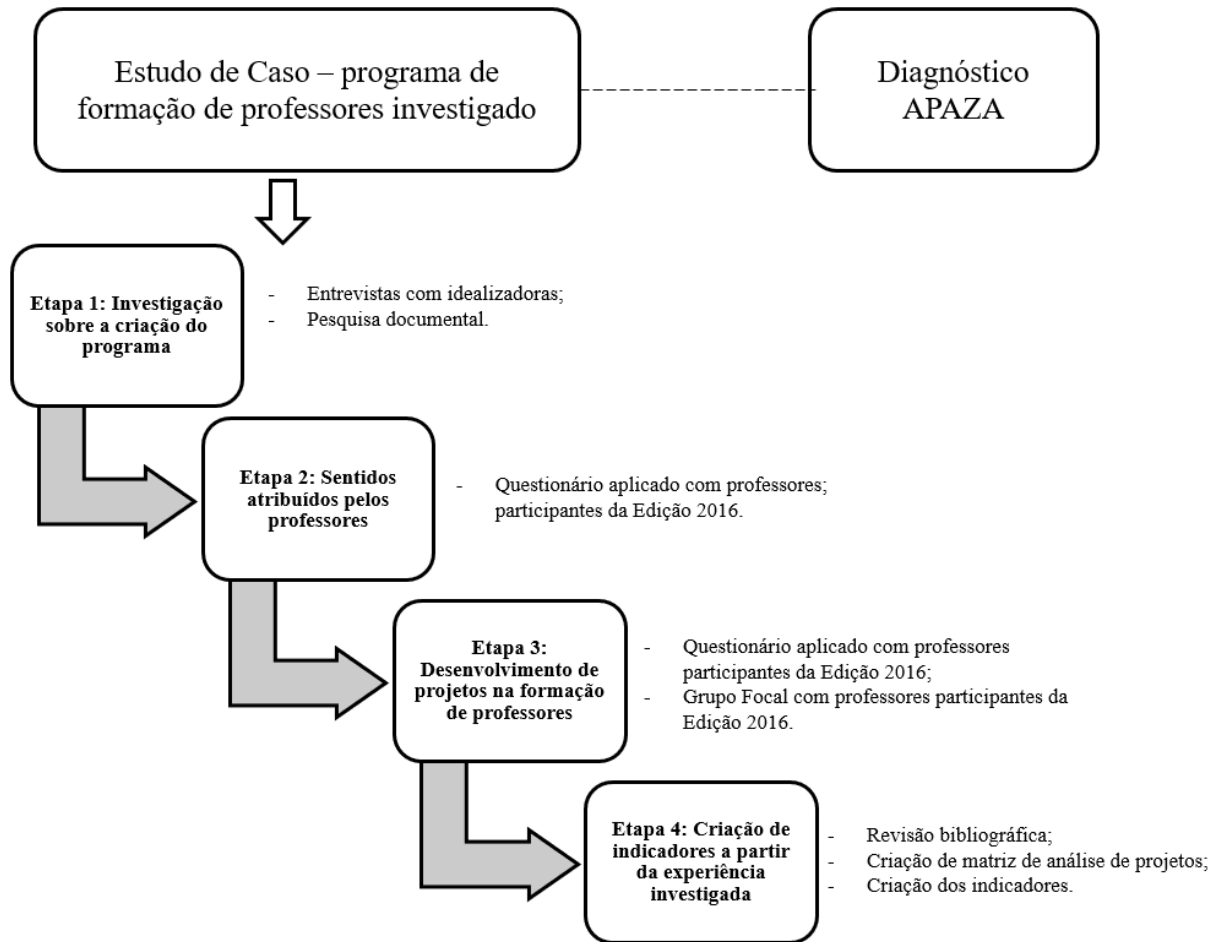 Estudo de Caso – programa de
formação de professores investigado
Diagnóstico
APAZA
Etapa 1: Investigação
sobre a criação do
programa
- Entrevistas com idealizadoras;
- Pesquisa documental.
Etapa 2: Sentidos
atribuídos pelos
professores
- Questionário aplicado com professores;
participantes da Edição 2016.
Etapa 3:
Desenvolvimento de
projetos na formação
de professores
- Questionário aplicado com professores
participantes da Edição 2016;
- Grupo Focal com professores participantes da
Edição 2016.
Etapa 4: Criação de
indicadores a partir
da experiência
investigada
- Revisão bibliográfica;
- Criação de matriz de análise de projetos;
- Criação dos indicadores.